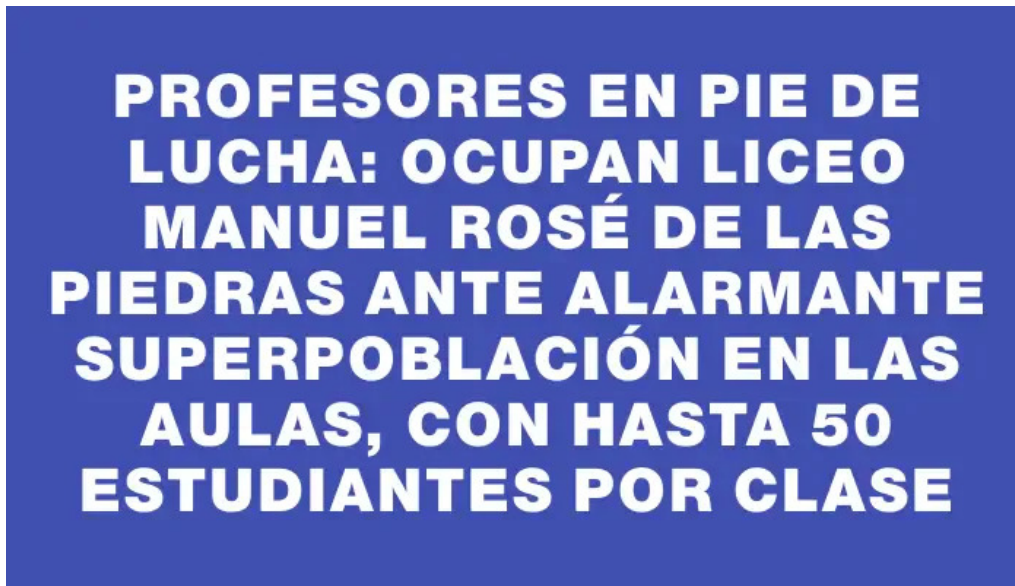 PROFESORES EN PIE DE
LUCHA: OCUPAN LICEO
MANUEL ROSÉ DE LAS
PIEDRAS ANTE ALARMANTE
SUPERPOBLACIÓN EN LAS
AULAS, CON HASTA 50
ESTUDIANTES POR CLASE